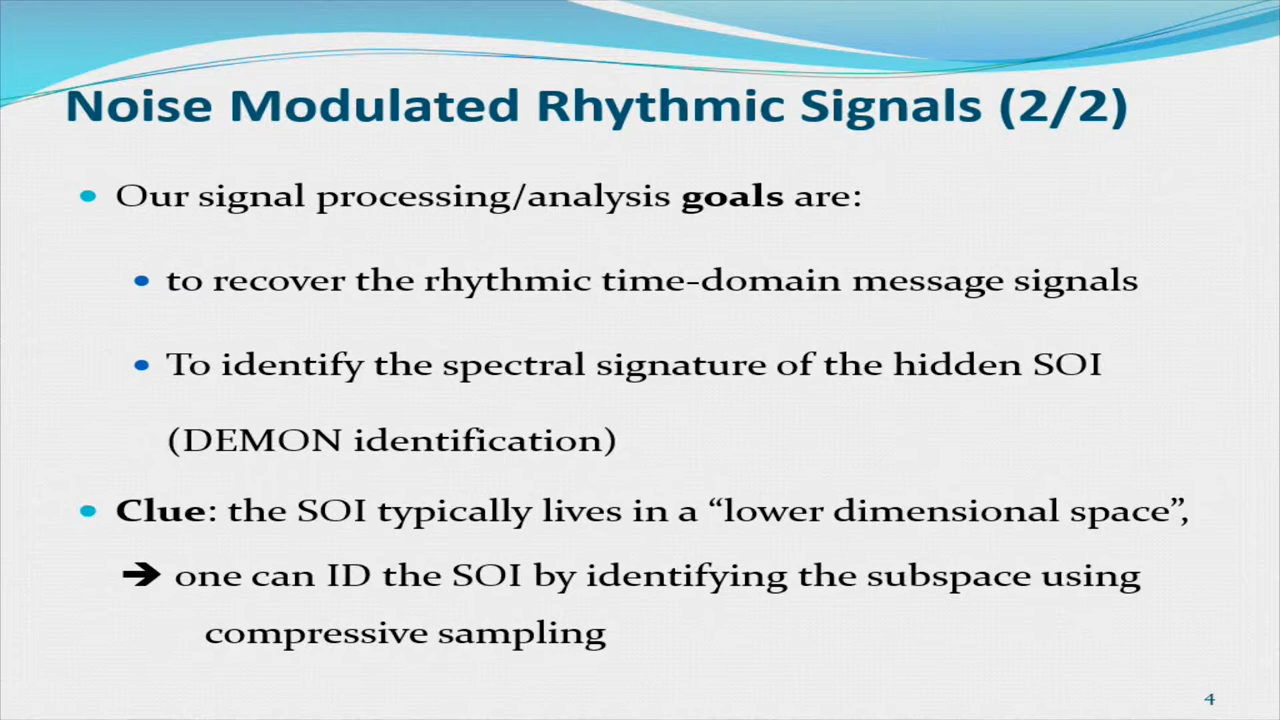 Noise Modulated Rhythmic Signals (2/2)
• Our signal processing/analysis goals are:
• to recover the rhythmic time-domain message signals
• To identify the spectral signature of the hidden SOI
(DEMON identification)
• Clue: the SOI typically lives in a “lower dimensional space”,
➔ one can ID the SOI by identifying the subspace using
compressive sampling
4